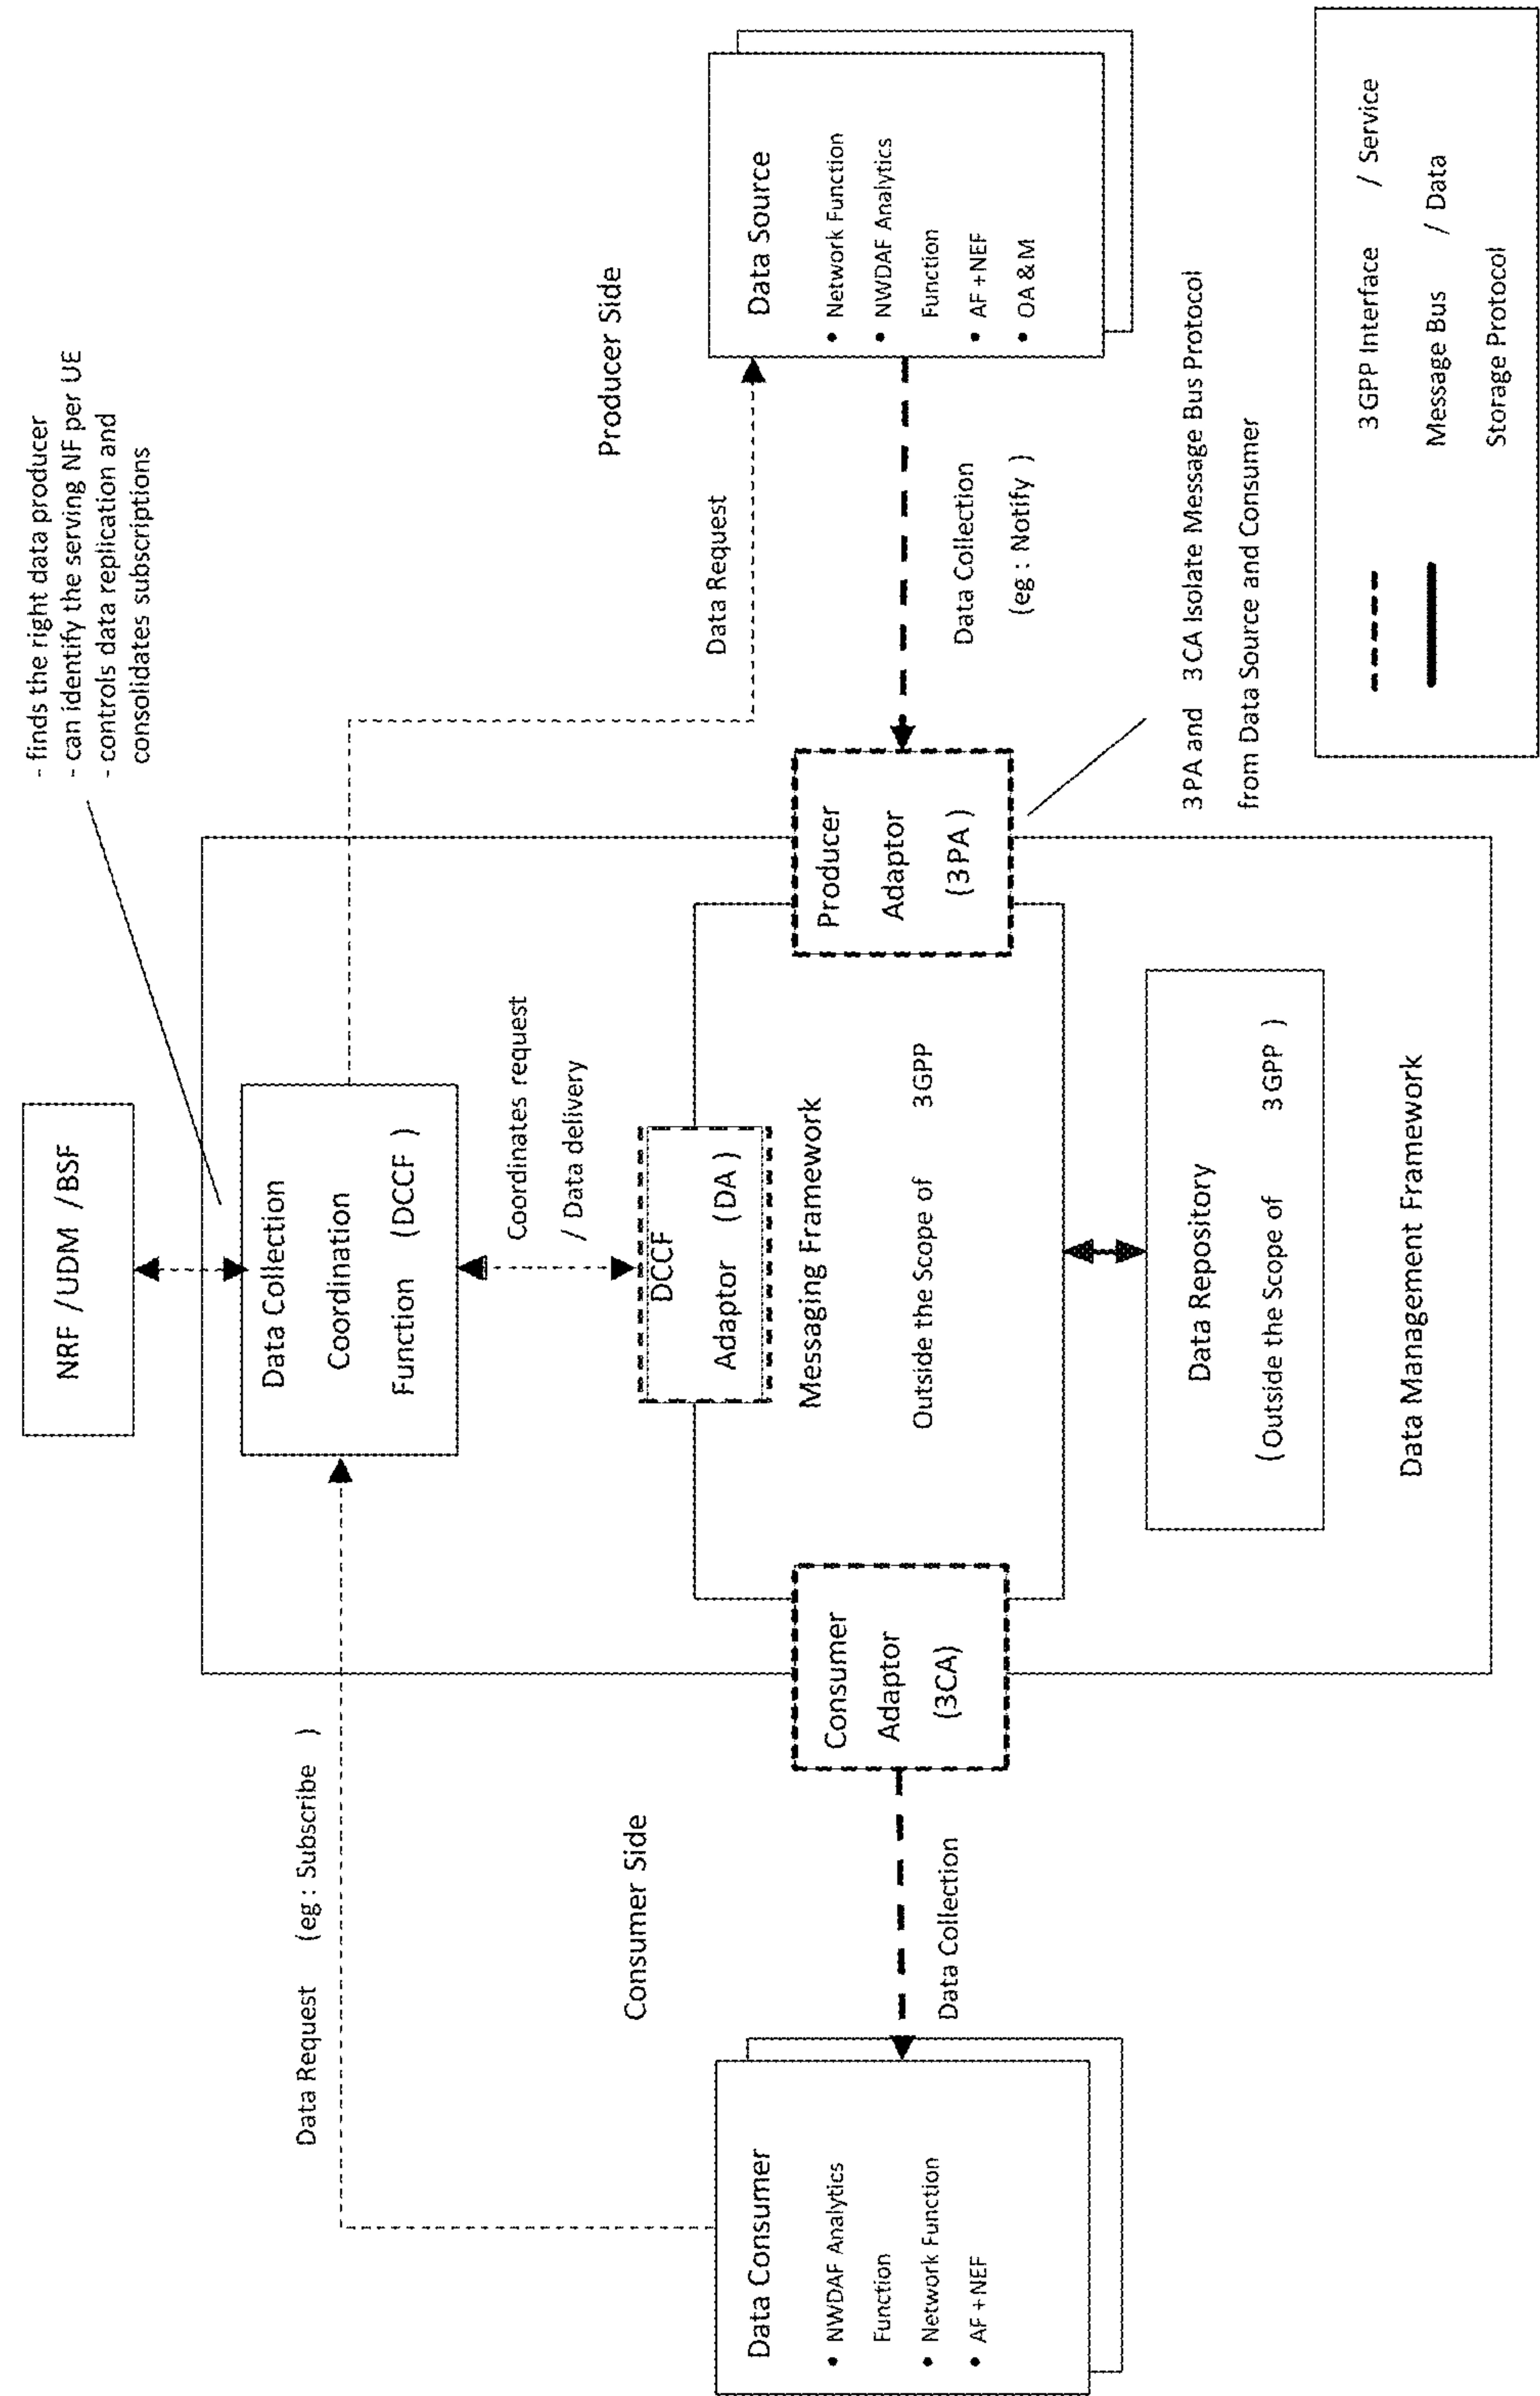 - finds the right data producer
- can identify the serving NF per UE
- controls data replication and
consolidates subscriptions
NRF /UDM /BSF
Data Request (eg : Subscribe )
Data Collection
Coordination
Function (DCCF )
Coordinates request
/ Data delivery
Data Request
Consumer Side
Producer Side
DCCF
Adaptor (DA )
Data Consumer
• NWDAF Analytics
Function
• Network Function
• AF +NEF
Data Collection
Consumer
Adaptor
(3CA)
Messaging Framework
Outside the Scope of 3GPP
Producer
Adaptor
(3PA )
Data Collection
(eg : Notify )
Data Source
• Network Function
• NWDAF Analytics
Function
• AF +NEF
• OA & M
3PA and 3CA Isolate Message Bus Protocol
from Data Source and Consumer
Data Repository
(Outside the Scope of 3GPP )
Data Management Framework
3GPP Interface / Service
Message Bus / Data
Storage Protocol